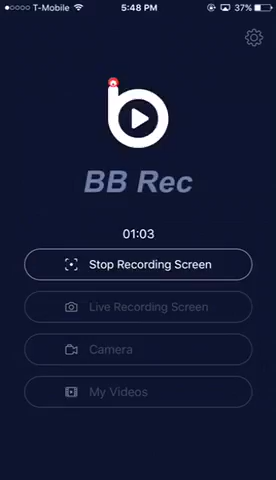 T-Mobile 5:48 PM 37%
b
BB Rec
01:03
Stop Recording Screen
Live Recording Screen
Camera
My Videos